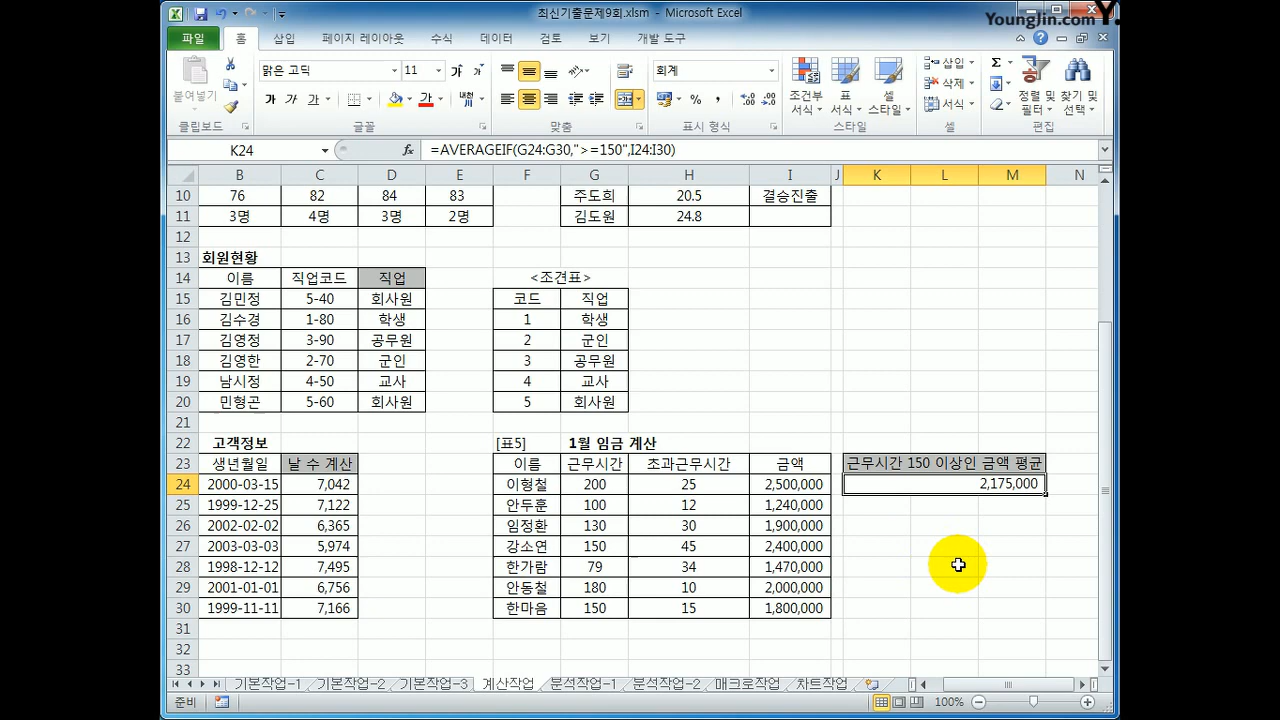 최신기출문제9회.xlsm - Microsoft Excel
YoungJin.com Y.
파일 홈 삽입 페이지 레이아웃 수식 데이터 검토 보기 개발 도구
맑은 고딕 11 회계
삽입
삭제
서식
붙여넣기
가 가 가 가 내천
조건부 서식 표 서식 셀 스타일 정렬 및 필터 찾기 및 선택
클립보드 글꼴 맞춤 표시 형식 스타일 셀 편집
K24 fx =AVERAGEIF(G24:G30,">=150",I24:I30)
B C D E F G H I J K L M N
10 76 82 84 83 주도희 20.5 결승진출
11 3명 4명 3명 2명 김도원 24.8
12
13 회원현황
14 이름 직업코드 직업 <조견표>
15 김민정 5-40 회사원 코드 직업
16 김수경 1-80 학생 1 학생
17 김영정 3-90 공무원 2 군인
18 김영한 2-70 군인 3 공무원
19 남시정 4-50 교사 4 교사
20 민형곤 5-60 회사원 5 회사원
21
22 고객정보 [표5] 1월 임금 계산
23 생년월일 날 수 계산 이름 근무시간 초과근무시간 금액 근무시간 150 이상인 금액 평균
24 2000-03-15 7,042 이형철 200 25 2,500,000 2,175,000
25 1999-12-25 7,122 안두훈 100 12 1,240,000
26 2002-02-02 6,365 임정환 130 30 1,900,000
27 2003-03-03 5,974 강소연 150 45 2,400,000
28 1998-12-12 7,495 한가람 79 34 1,470,000
29 2001-01-01 6,756 안동철 180 10 2,000,000
30 1999-11-11 7,166 한마음 150 15 1,800,000
31
32
33
기본작업-1 기본작업-2 기본작업-3 계산작업 분석작업-1 분석작업-2 매크로작업 차트작업
준비 100%